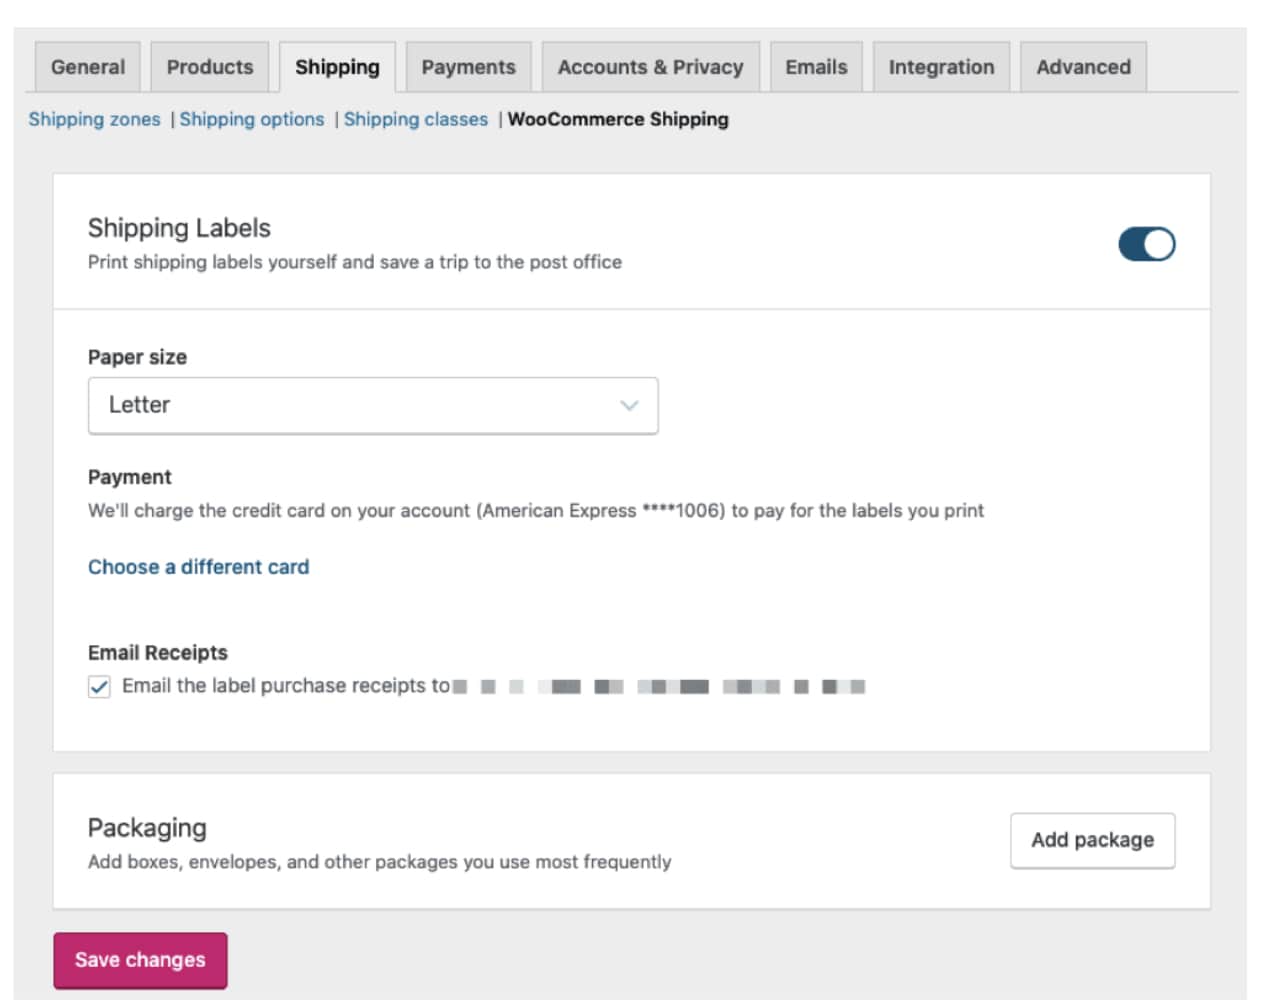 General Products Shipping Payments Accounts & Privacy Emails Integration Advanced
Shipping zones | Shipping options | Shipping classes | WooCommerce Shipping
Shipping Labels
Print shipping labels yourself and save a trip to the post office
Paper size
Letter
Payment
We'll charge the credit card on your account (American Express ****1006) to pay for the labels you print
Choose a different card
Email Receipts
Email the label purchase receipts to
Packaging
Add boxes, envelopes, and other packages you use most frequently
Add package
Save changes